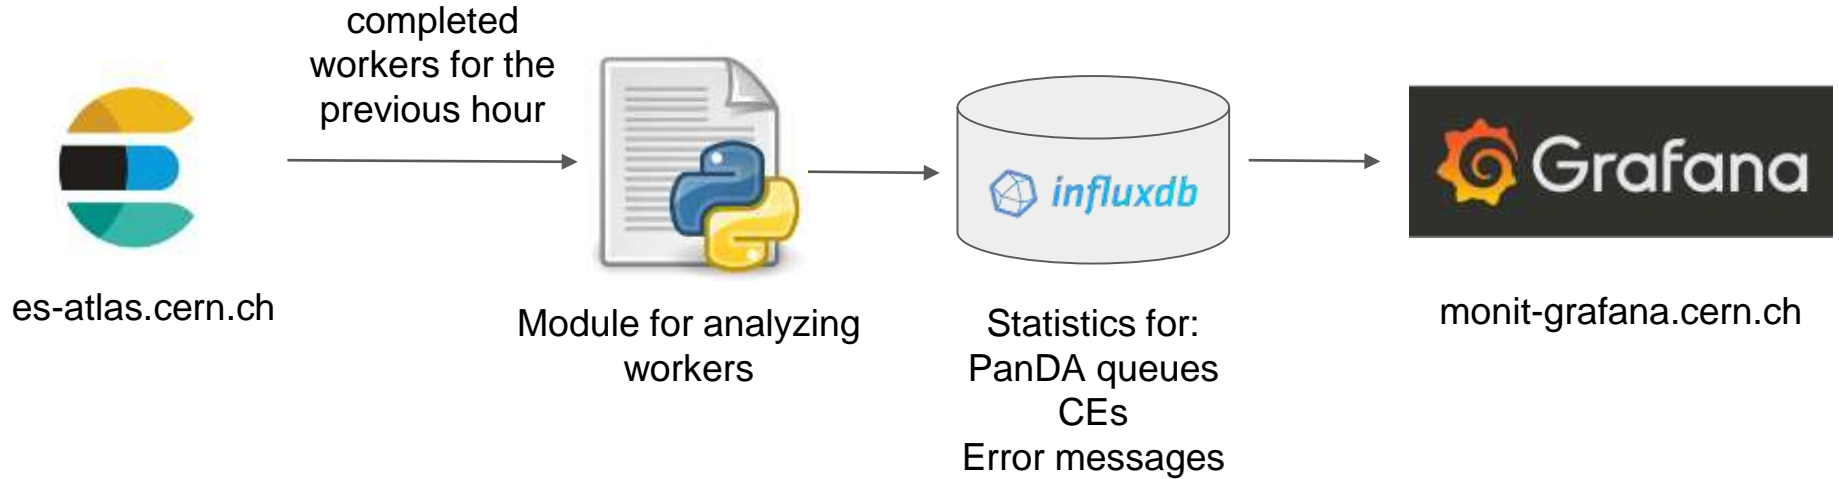 completed
workers for the
previous hour
influxdb
Grafana
es-atlas.cern.ch
Module for analyzing
workers
Statistics for:
PanDA queues
CEs
Error messages
monit-grafana.cern.ch